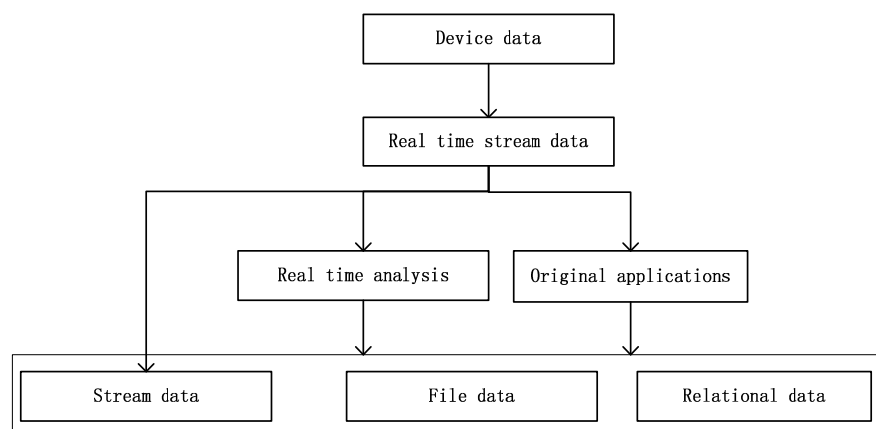 Device data
Real time stream data
Real time analysis
Original applications
Stream data
File data
Relational data